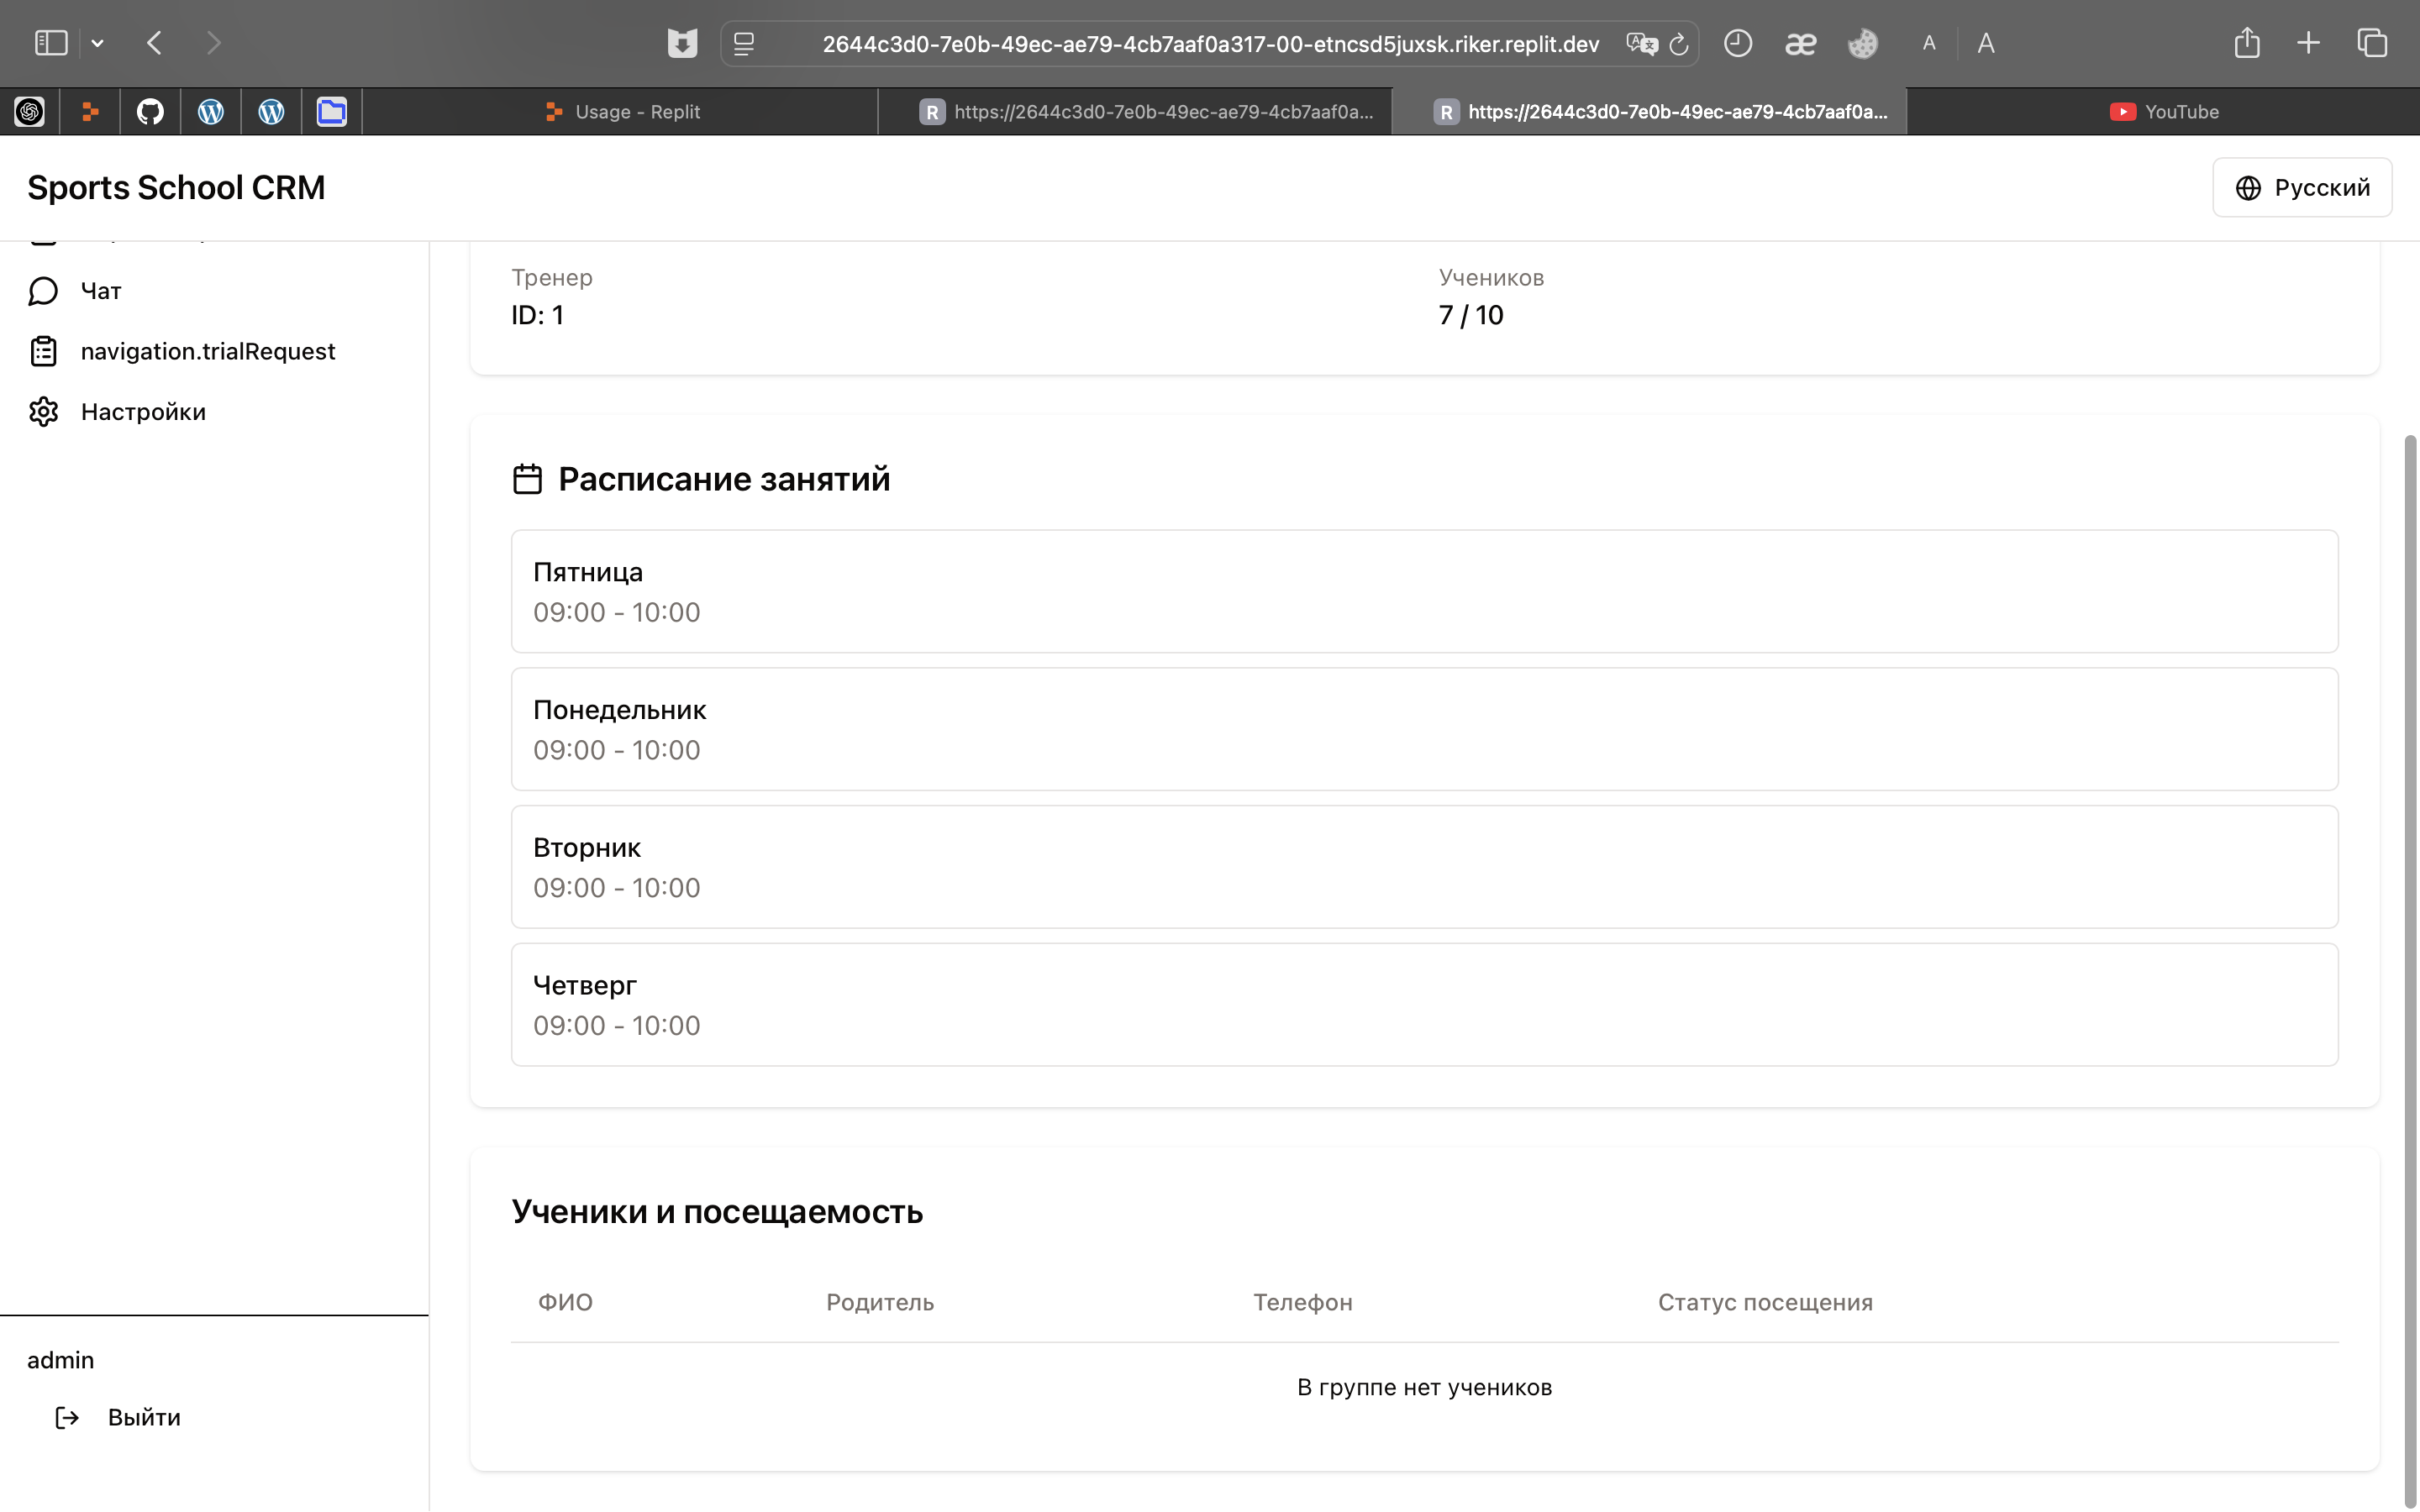 2644c3d0-7e0b-49ec-ae79-4cb7aaf0a317-00-etncsd5juxsk.riker.replit.dev
A A
Usage - Replit
R https://2644c3d0-7e0b-49ec-ae79-4cb7aaf0a...
R https://2644c3d0-7e0b-49ec-ae79-4cb7aaf0a...
YouTube
Sports School CRM
Русский
Чат
navigation.trialRequest
Настройки
Тренер
ID: 1
Учеников
7 / 10
Расписание занятий
Пятница
09:00 - 10:00
Понедельник
09:00 - 10:00
Вторник
09:00 - 10:00
Четверг
09:00 - 10:00
Ученики и посещаемость
ФИО Родитель Телефон Статус посещения
В группе нет учеников
admin
Выйти